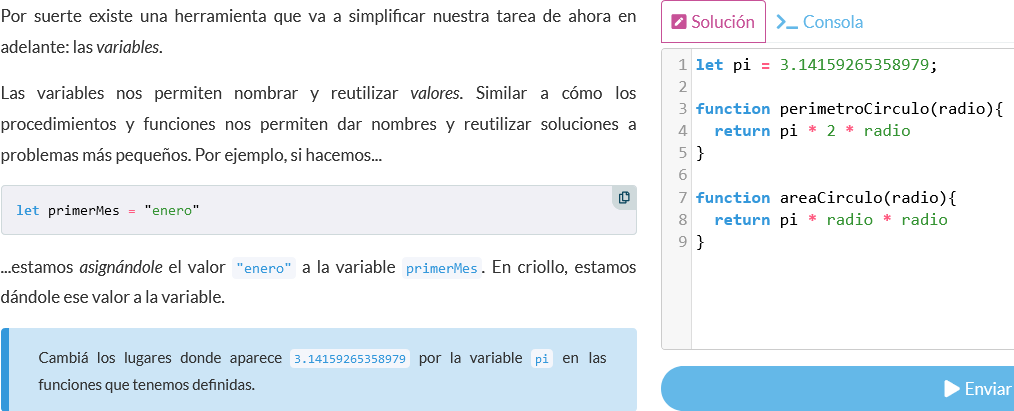 Por suerte existe una herramienta que va a simplificar nuestra tarea de ahora en
adelante: las variables.
Las variables nos permiten nombrar y reutilizar valores. Similar a cómo los
procedimientos y funciones nos permiten dar nombres y reutilizar soluciones a
problemas más pequeños. Por ejemplo, si hacemos...
let primerMes = "enero"
...estamos asignándole el valor "enero" a la variable primerMes. En criollo, estamos
dándole ese valor a la variable.
Cambiá los lugares donde aparece 3.14159265358979 por la variable pi en las
funciones que tenemos definidas.
Solución
Consola
1 let pi = 3.14159265358979;
2
3 function perimetroCirculo(radio){
4   return pi * 2 * radio
5 }
6
7 function areaCirculo(radio){
8   return pi * radio * radio
9 }
Enviar